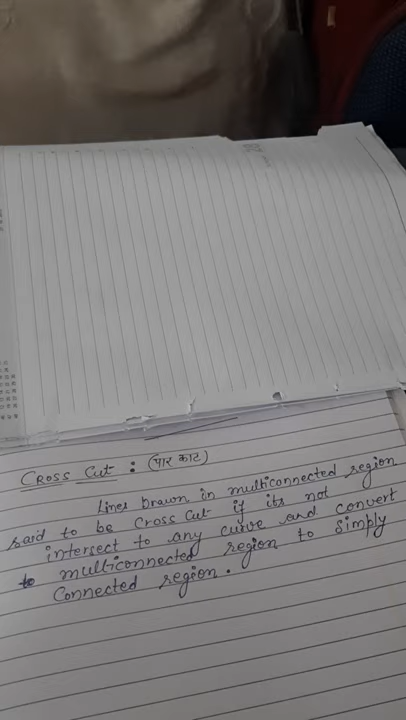 Cross Cut : (पार काट)
Lines Drawn in multiconnected region
said to be Cross Cut if its not
intersect to any curve and convert
to multiconnected region to simply
Connected region.